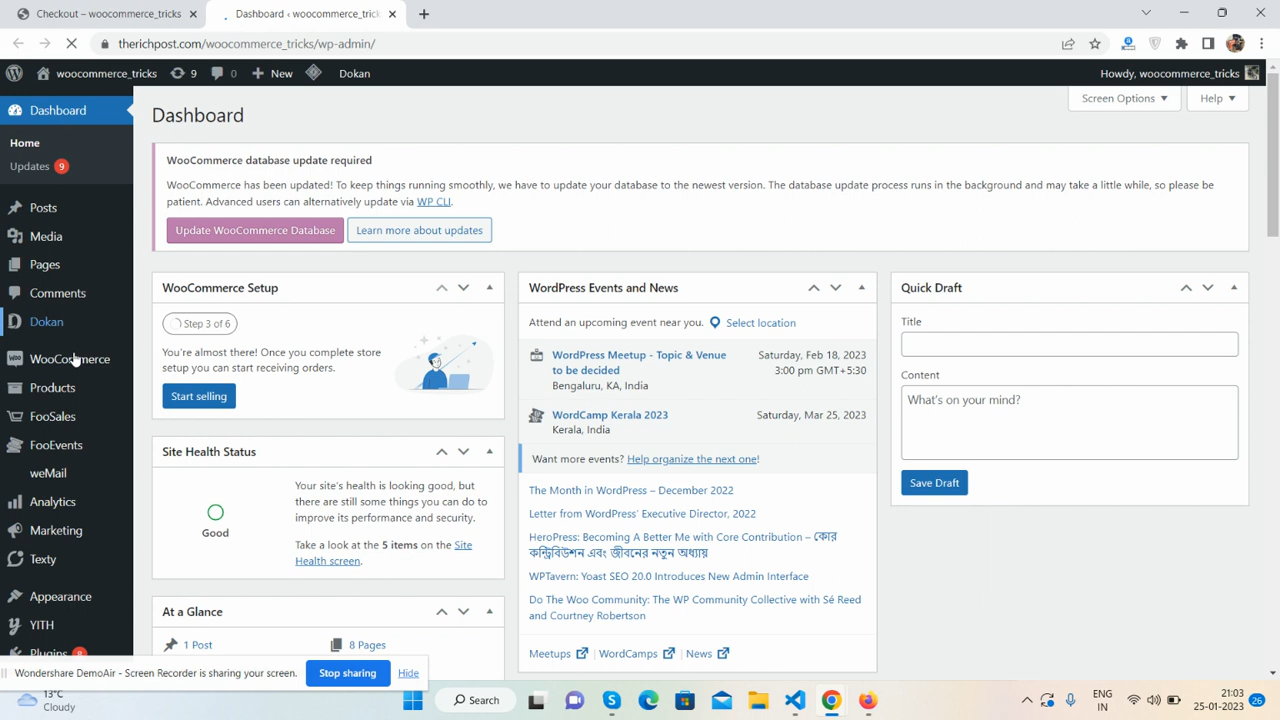 Checkout – woocommerce_tricks
Dashboard ‹ woocommerce_tric
therichpost.com/woocommerce_tricks/wp-admin/
woocommerce_tricks 9 0 New Dokan Howdy, woocommerce_tricks
Dashboard
Home
Updates 9
Posts
Media
Pages
Comments
Dokan
WooCommerce
Products
FooSales
FooEvents
weMail
Analytics
Marketing
Texty
Appearance
YITH
Plugins 8
Screen Options ▼ Help ▼
Dashboard
WooCommerce database update required
WooCommerce has been updated! To keep things running smoothly, we have to update your database to the newest version. The database update process runs in the background and may take a little while, so please be
patient. Advanced users can alternatively update via WP CLI.
Update WooCommerce Database Learn more about updates
WooCommerce Setup
Step 3 of 6
You're almost there! Once you complete store
setup you can start receiving orders.
Start selling
Site Health Status
Good
Your site's health is looking good, but
there are still some things you can do to
improve its performance and security.
Take a look at the 5 items on the Site
Health screen.
At a Glance
1 Post 8 Pages
WordPress Events and News
Attend an upcoming event near you. Select location
WordPress Meetup - Topic & Venue
to be decided
Bengaluru, KA, India
Saturday, Feb 18, 2023
3:00 pm GMT+5:30
WordCamp Kerala 2023
Kerala, India
Saturday, Mar 25, 2023
Want more events? Help organize the next one!
The Month in WordPress – December 2022
Letter from WordPress' Executive Director, 2022
HeroPress: Becoming A Better Me with Core Contribution – কোর
কন্ট্রিবিউশন এবং জীবনের নতুন অধ্যায়
WPTavern: Yoast SEO 20.0 Introduces New Admin Interface
Do The Woo Community: The WP Community Collective with Sé Reed
and Courtney Robertson
Meetups | WordCamps | News
Quick Draft
Title
Content
What's on your mind?
Save Draft
Wondershare DemoAir - Screen Recorder is sharing your screen. Stop sharing Hide
13°C
Cloudy
Search
ENG
IN
21:03
25-01-2023
26